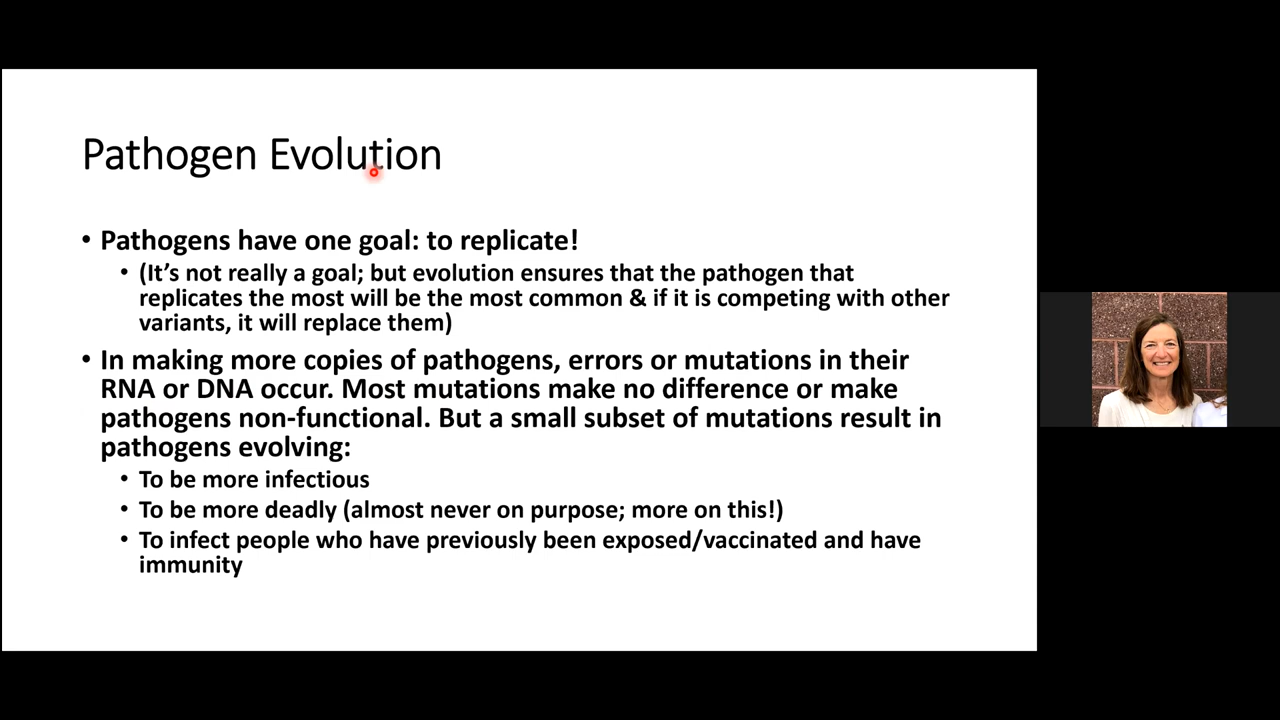 Pathogen Evolution
• Pathogens have one goal: to replicate!
• (It's not really a goal; but evolution ensures that the pathogen that
replicates the most will be the most common & if it is competing with other
variants, it will replace them)
• In making more copies of pathogens, errors or mutations in their
RNA or DNA occur. Most mutations make no difference or make
pathogens non-functional. But a small subset of mutations result in
pathogens evolving:
• To be more infectious
• To be more deadly (almost never on purpose; more on this!)
• To infect people who have previously been exposed/vaccinated and have
immunity